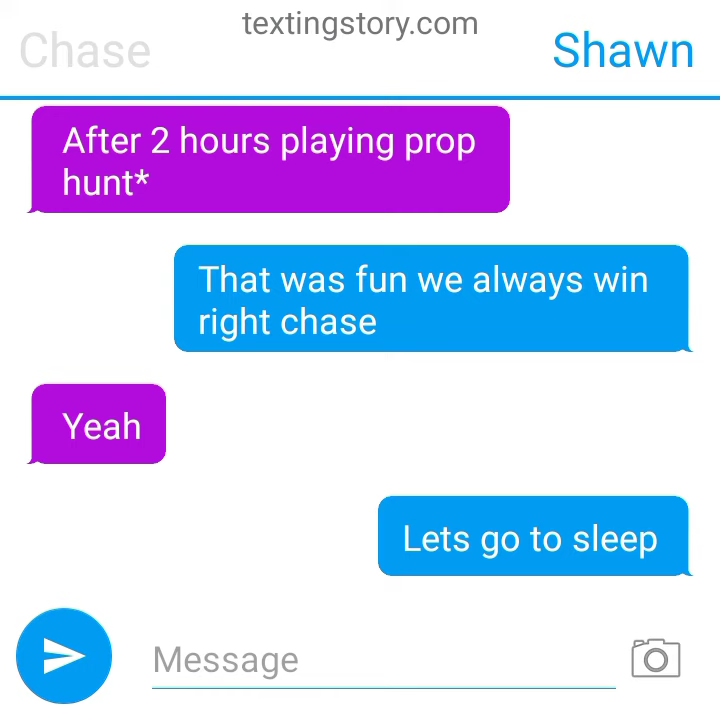 textingstory.com
Chase
Shawn
After 2 hours playing prop
hunt*
That was fun we always win
right chase
Yeah
Lets go to sleep
Message